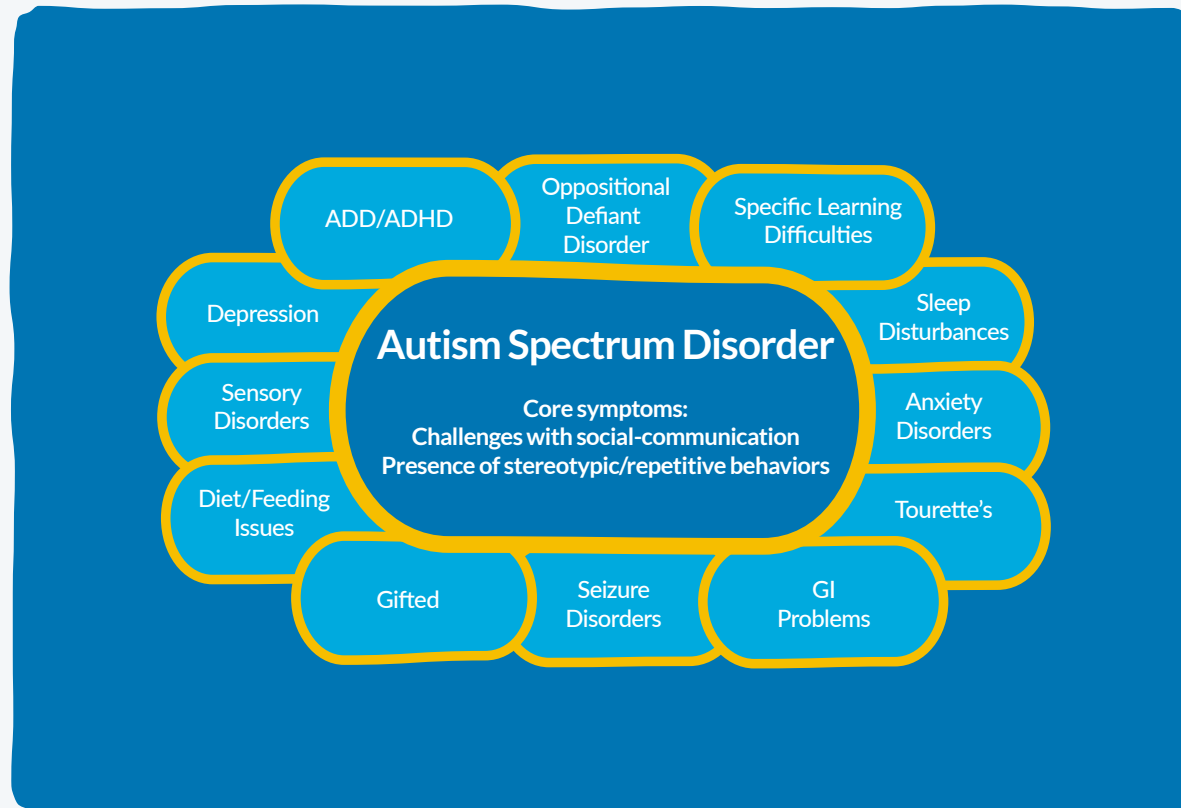 ADD/ADHD
Oppositional
Defiant
Disorder
Specific Learning
Difficulties
Depression
Sleep
Disturbances
Autism Spectrum Disorder
Core symptoms:
Challenges with social-communication
Presence of stereotypic/repetitive behaviors
Sensory
Disorders
Anxiety
Disorders
Diet/Feeding
Issues
Tourette's
Gifted
Seizure
Disorders
GI
Problems